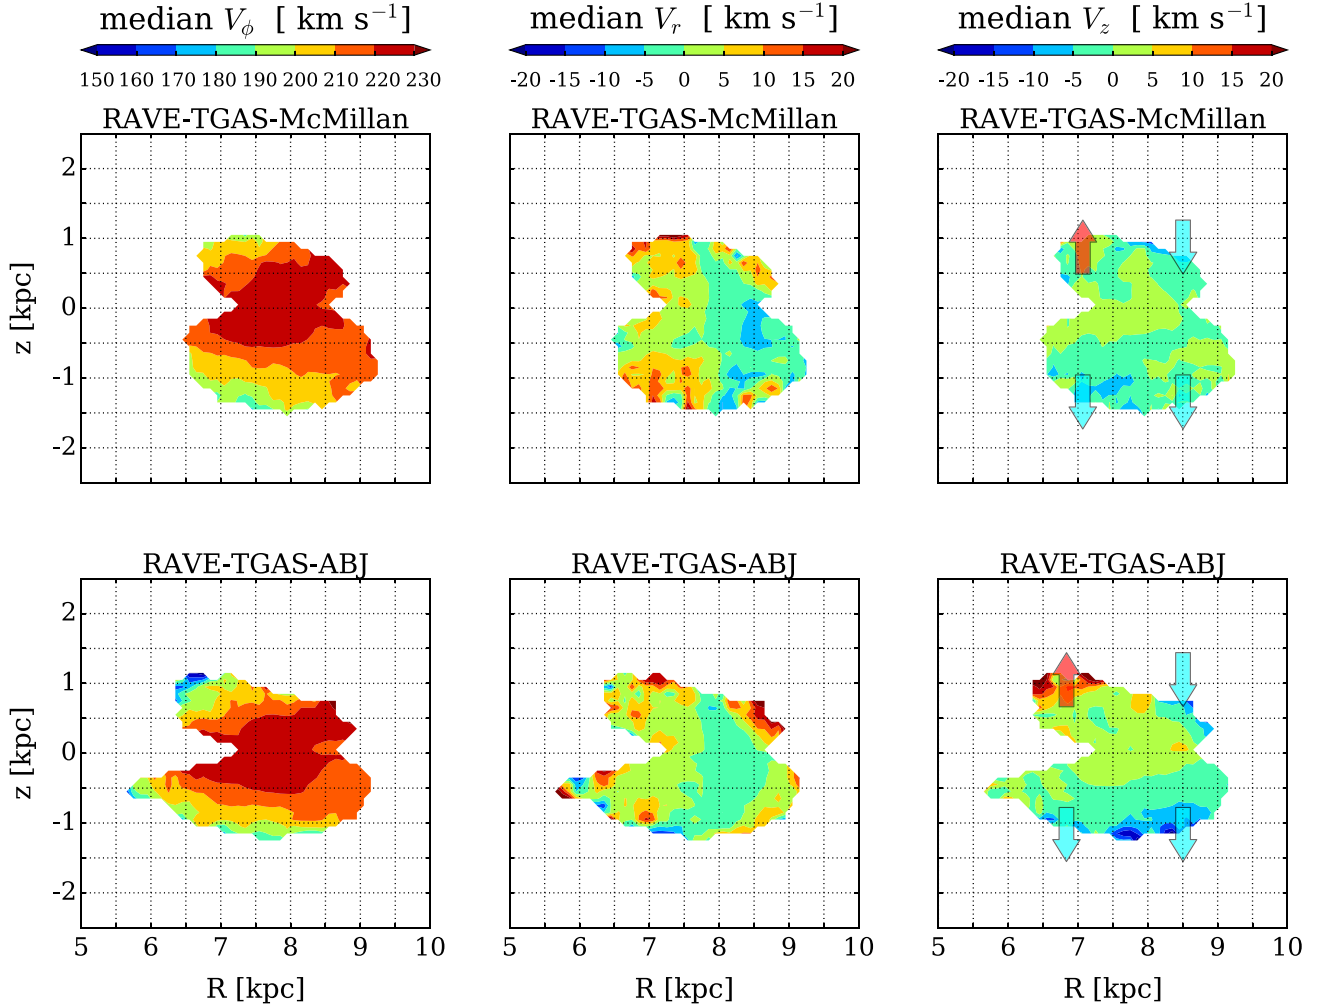 median V_ϕ [ km s⁻¹] median V_r [ km s⁻¹] median V_z [ km s⁻¹]
150 160 170 180 190 200 210 220 230 -20 -15 -10 -5 0 5 10 15 20 -20 -15 -10 -5 0 5 10 15 20
RAVE-TGAS-McMillan RAVE-TGAS-McMillan RAVE-TGAS-McMillan
2
1
0
-1
-2
z [kpc]
RAVE-TGAS-ABJ RAVE-TGAS-ABJ RAVE-TGAS-ABJ
2
1
0
-1
-2
z [kpc]
5 6 7 8 9 10 5 6 7 8 9 10 5 6 7 8 9 10
R [kpc] R [kpc] R [kpc]